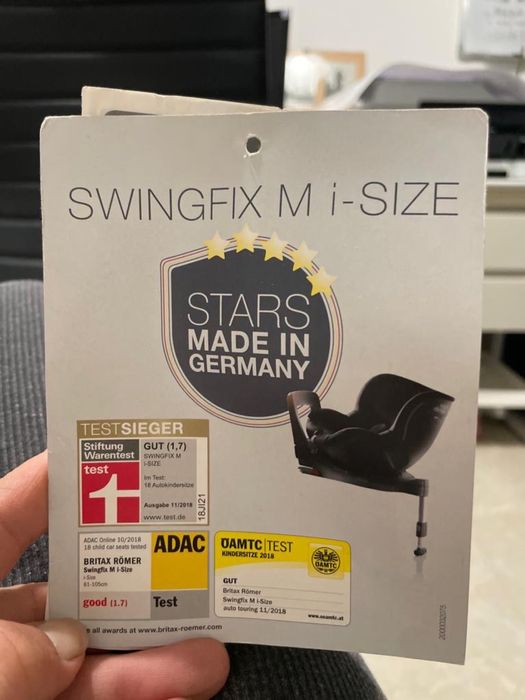 SWINGFIX M i-SIZE
STARS
MADE IN
GERMANY
TESTSIEGER
Stiftung
Warentest
test
1
GUT (1,7)
SWINGFIX M
i-SIZE
Im Test:
18 Autokindersitze
Ausgabe 11/2018
www.test.de
18JI21
ADAC Online 10/2018
18 child car seats tested
BRITAX RÖMER
Swingfix M i-Size
i-Size
61-105cm
good (1.7)
ADAC
Test
ÖAMTC TEST
KINDERSITZE 2018
ÖAMTC
GUT
Britax Römer
Swingfix M i-Size
auto touring 11/2018
www.oeamtc.at
all awards at www.britax-roemer.com